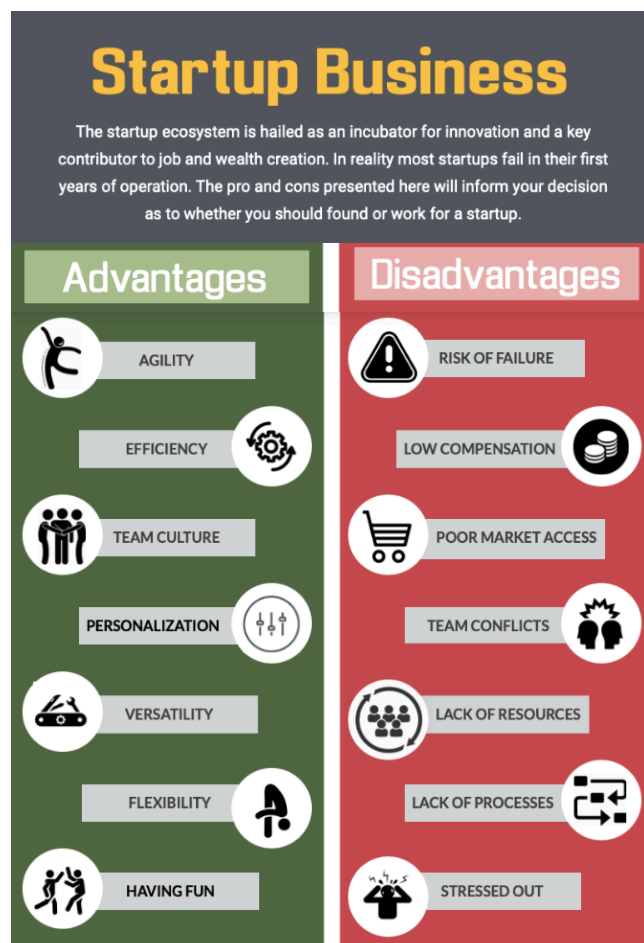 Startup Business
The startup ecosystem is hailed as an incubator for innovation and a key
contributor to job and wealth creation. In reality most startups fail in their first
years of operation. The pro and cons presented here will inform your decision
as to whether you should found or work for a startup.
Advantages
AGILITY
EFFICIENCY
TEAM CULTURE
PERSONALIZATION
VERSATILITY
FLEXIBILITY
HAVING FUN
Disadvantages
RISK OF FAILURE
LOW COMPENSATION
POOR MARKET ACCESS
TEAM CONFLICTS
LACK OF RESOURCES
LACK OF PROCESSES
STRESSED OUT